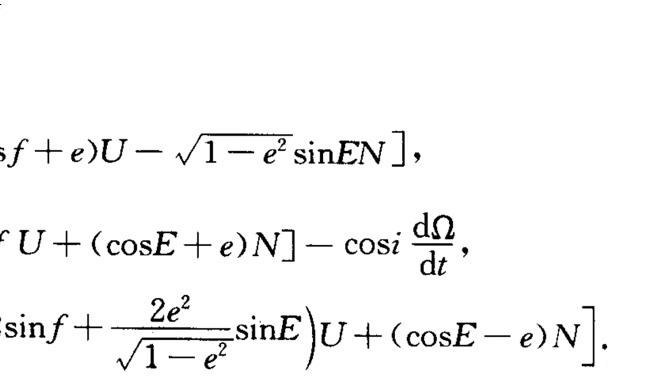 sf + e)U − √(1 − e²) sinEN],
U + (cosE + e)N] − cosi dΩ/dt,
sinf + 2e²/√(1 − e²) sinE)U + (cosE − e)N].